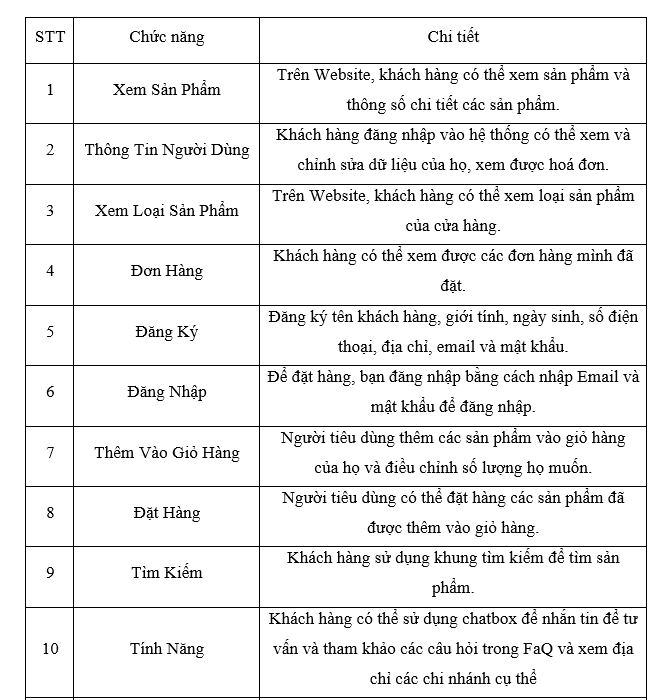 STT Chức năng Chi tiết
1 Xem Sản Phẩm Trên Website, khách hàng có thể xem sản phẩm và
thông số chi tiết các sản phẩm.
2 Thông Tin Người Dùng Khách hàng đăng nhập vào hệ thống có thể xem và
chỉnh sửa dữ liệu của họ, xem được hoá đơn.
3 Xem Loại Sản Phẩm Trên Website, khách hàng có thể xem loại sản phẩm
của cửa hàng.
4 Đơn Hàng Khách hàng có thể xem được các đơn hàng mình đã
đặt.
5 Đăng Ký Đăng ký tên khách hàng, giới tính, ngày sinh, số điện
thoại, địa chỉ, email và mật khẩu.
6 Đăng Nhập Để đặt hàng, bạn đăng nhập bằng cách nhập Email và
mật khẩu để đăng nhập.
7 Thêm Vào Giỏ Hàng Người tiêu dùng thêm các sản phẩm vào giỏ hàng
của họ và điều chỉnh số lượng họ muốn.
8 Đặt Hàng Người tiêu dùng có thể đặt hàng các sản phẩm đã
được thêm vào giỏ hàng.
9 Tìm Kiếm Khách hàng sử dụng khung tìm kiếm để tìm sản
phẩm.
10 Tính Năng Khách hàng có thể sử dụng chatbox để nhắn tin để tư
vấn và tham khảo các câu hỏi trong FaQ và xem địa
chỉ các chi nhánh cụ thể